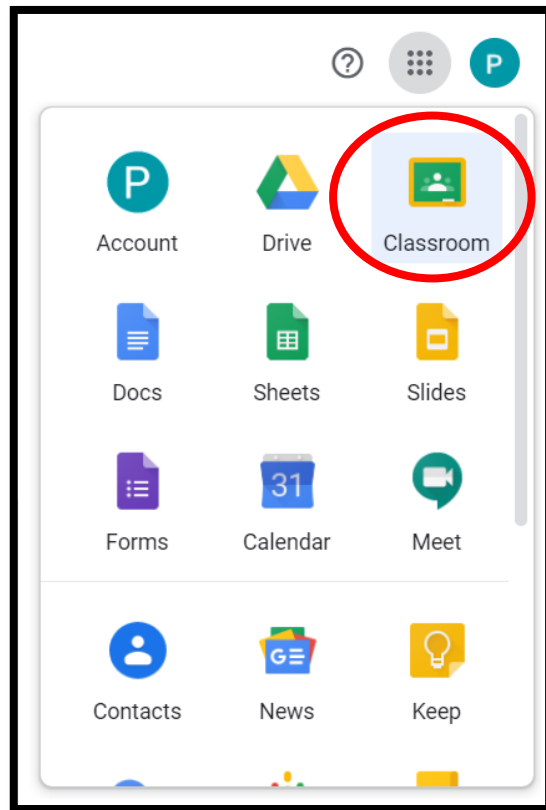 P
P
Account Drive Classroom
Docs Sheets Slides
31
Forms Calendar Meet
G
Contacts News Keep